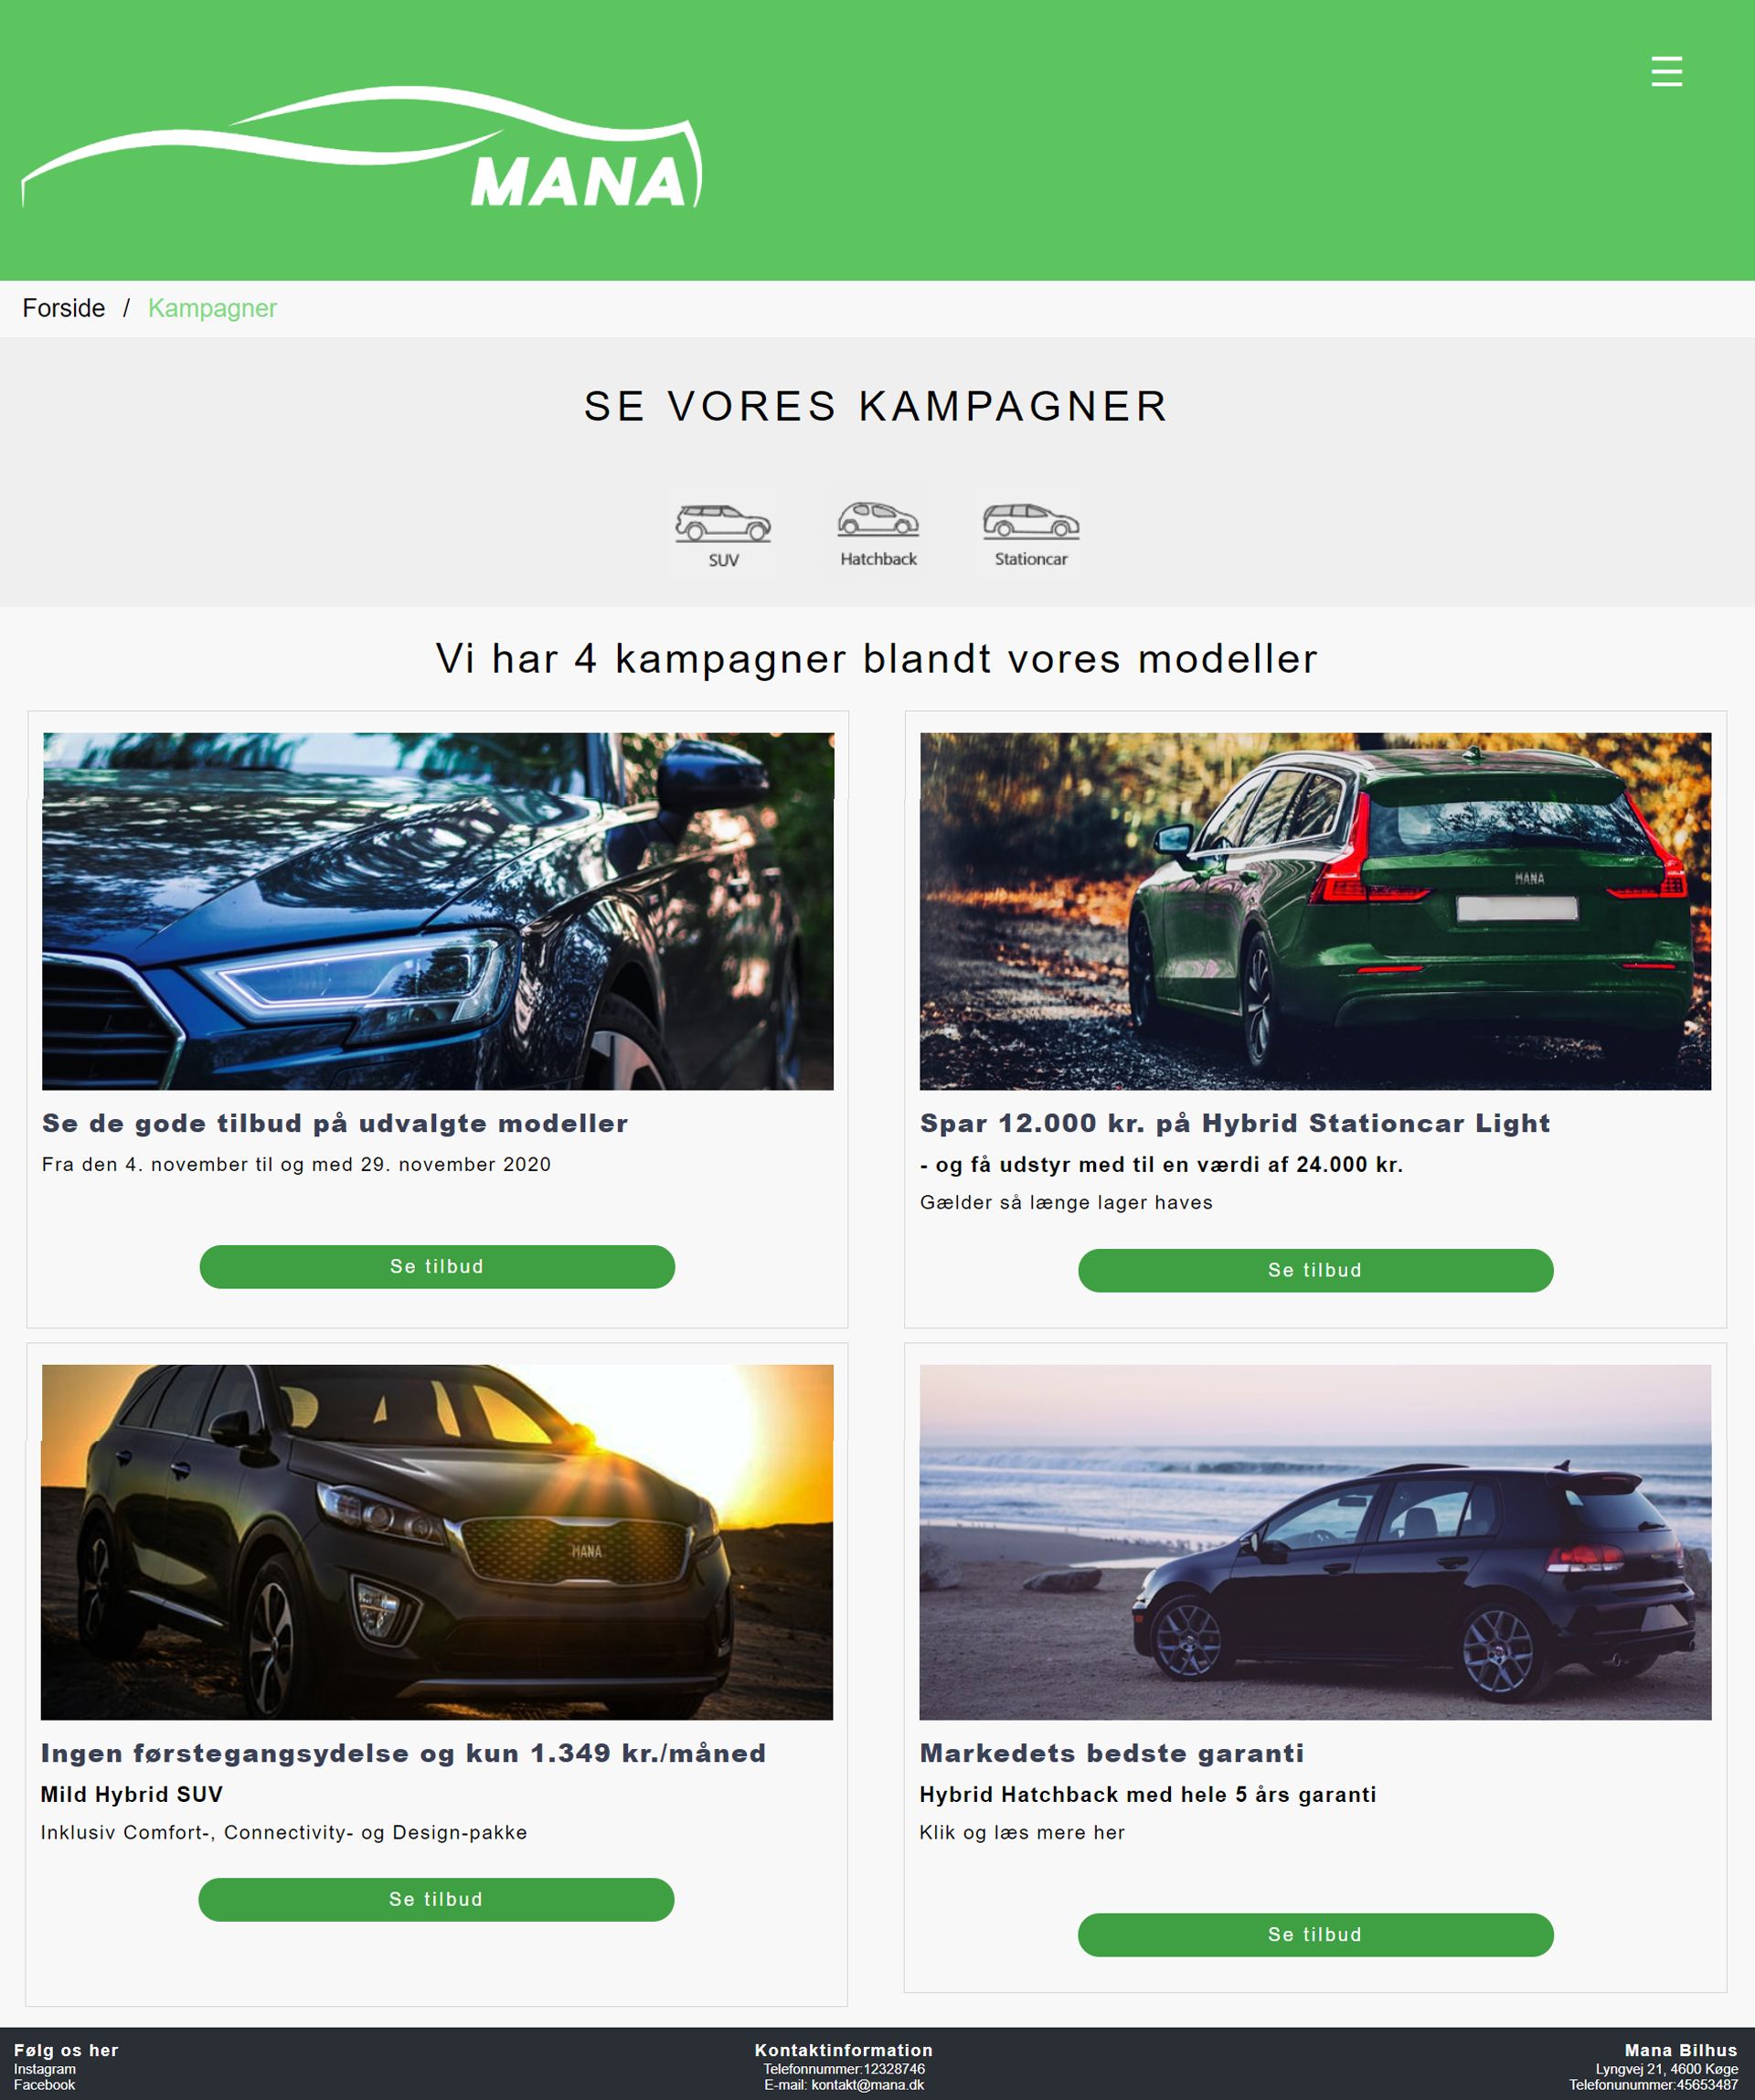 MANA
Forside / Kampagner
SE VORES KAMPAGNER
SUV
Hatchback
Stationcar
Vi har 4 kampagner blandt vores modeller
MANA
Se de gode tilbud på udvalgte modeller
Fra den 4. november til og med 29. november 2020
Se tilbud
Spar 12.000 kr. på Hybrid Stationcar Light
- og få udstyr med til en værdi af 24.000 kr.
Gælder så længe lager haves
Se tilbud
MANA
Ingen førstegangsydelse og kun 1.349 kr./måned
Mild Hybrid SUV
Inklusiv Comfort-, Connectivity- og Design-pakke
Se tilbud
Markedets bedste garanti
Hybrid Hatchback med hele 5 års garanti
Klik og læs mere her
Se tilbud
Følg os her
Instagram
Facebook
Kontaktinformation
Telefonnummer:12328746
E-mail: kontakt@mana.dk
Mana Bilhus
Lyngvej 21, 4600 Køge
Telefonunummer:45653487